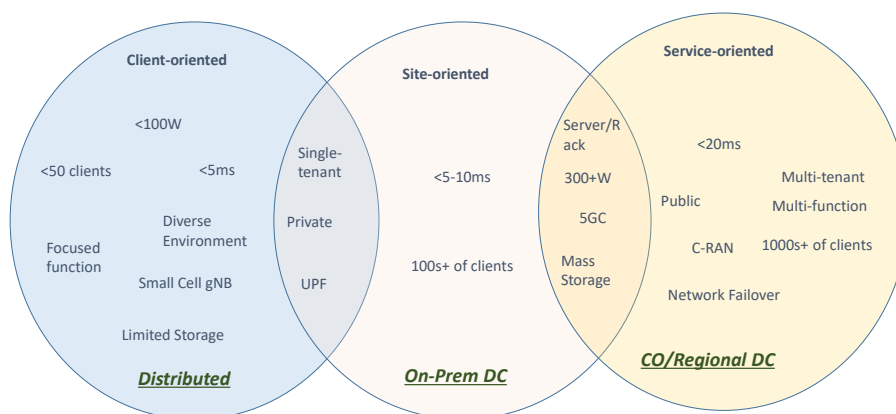 Client-oriented
<100W
<50 clients
<5ms
Diverse
Environment
Focused
function
Small Cell gNB
Limited Storage
Distributed
Single-
tenant
Private
UPF
Site-oriented
<5-10ms
100s+ of clients
On-Prem DC
Server/R
ack
300+W
5GC
Mass
Storage
Service-oriented
<20ms
Multi-tenant
Public
Multi-function
C-RAN
1000s+ of clients
Network Failover
CO/Regional DC